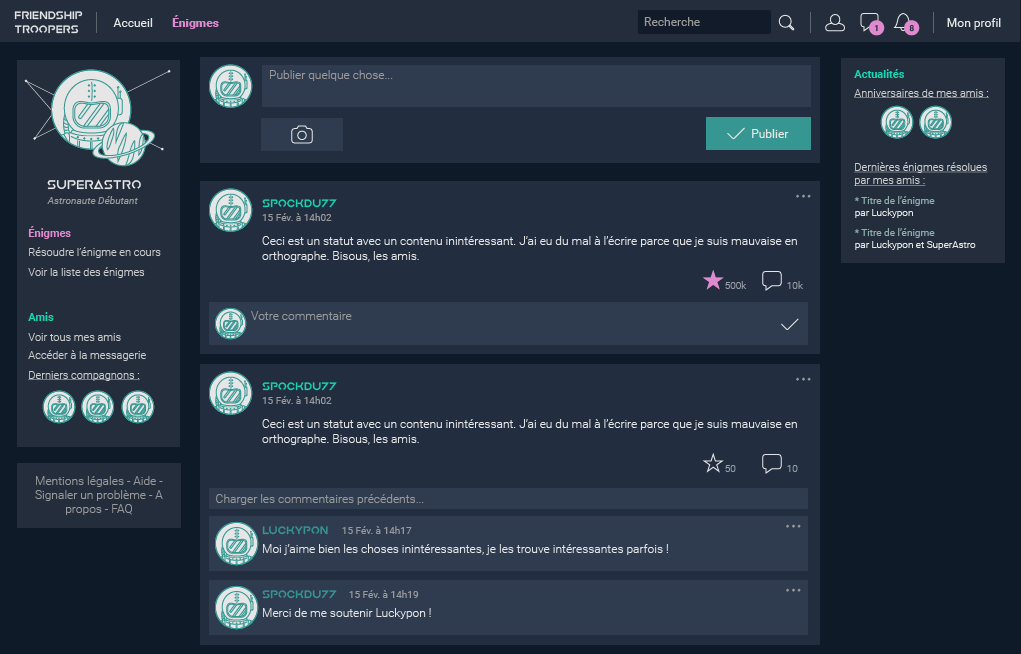 FRIENDSHIP
TROOPERS
Accueil
Énigmes
Recherche
1
8
Mon profil
SUPERASTRO
Astronaute Débutant
Énigmes
Résoudre l'énigme en cours
Voir la liste des énigmes
Amis
Voir tous mes amis
Accéder à la messagerie
Derniers compagnons :
Mentions légales - Aide -
Signaler un problème - A
propos - FAQ
Publier quelque chose...
Publier
SPOCKDU77
15 Fév. à 14h02
Ceci est un statut avec un contenu inintéressant. J'ai eu du mal à l'écrire parce que je suis mauvaise en
orthographe. Bisous, les amis.
500k
10k
Votre commentaire
SPOCKDU77
15 Fév. à 14h02
Ceci est un statut avec un contenu inintéressant. J'ai eu du mal à l'écrire parce que je suis mauvaise en
orthographe. Bisous, les amis.
50
10
Charger les commentaires précédents...
LUCKYPON 15 Fév. à 14h17
Moi j'aime bien les choses inintéressantes, je les trouve intéressantes parfois !
SPOCKDU77 15 Fév. à 14h19
Merci de me soutenir Luckypon !
Actualités
Anniversaires de mes amis :
Dernières énigmes résolues
par mes amis :
* Titre de l'énigme
par Luckypon
* Titre de l'énigme
par Luckypon et SuperAstro